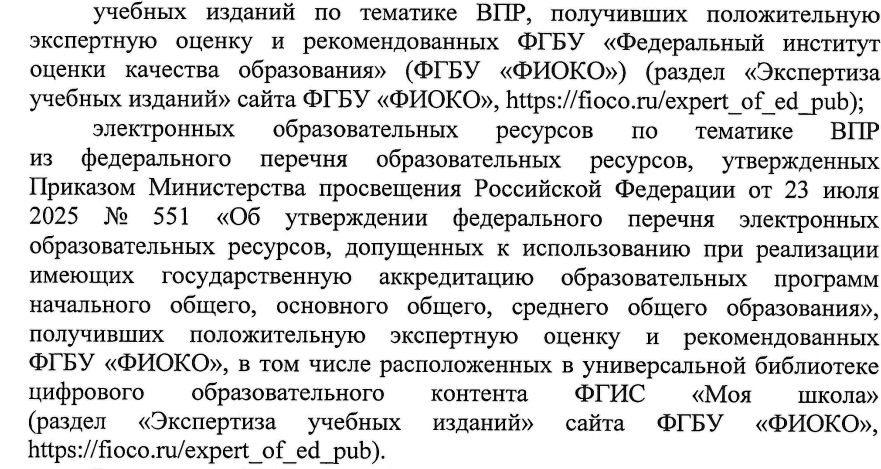 учебных изданий по тематике ВПР, получивших положительную
экспертную оценку и рекомендованных ФГБУ «Федеральный институт
оценки качества образования» (ФГБУ «ФИОКО») (раздел «Экспертиза
учебных изданий» сайта ФГБУ «ФИОКО», https://fioco.ru/expert_of_ed_pub);
электронных образовательных ресурсов по тематике ВПР
из федерального перечня образовательных ресурсов, утвержденных
Приказом Министерства просвещения Российской Федерации от 23 июля
2025 № 551 «Об утверждении федерального перечня электронных
образовательных ресурсов, допущенных к использованию при реализации
имеющих государственную аккредитацию образовательных программ
начального общего, основного общего, среднего общего образования»,
получивших положительную экспертную оценку и рекомендованных
ФГБУ «ФИОКО», в том числе расположенных в универсальной библиотеке
цифрового образовательного контента ФГИС «Моя школа»
(раздел «Экспертиза учебных изданий» сайта ФГБУ «ФИОКО»,
https://fioco.ru/expert_of_ed_pub).